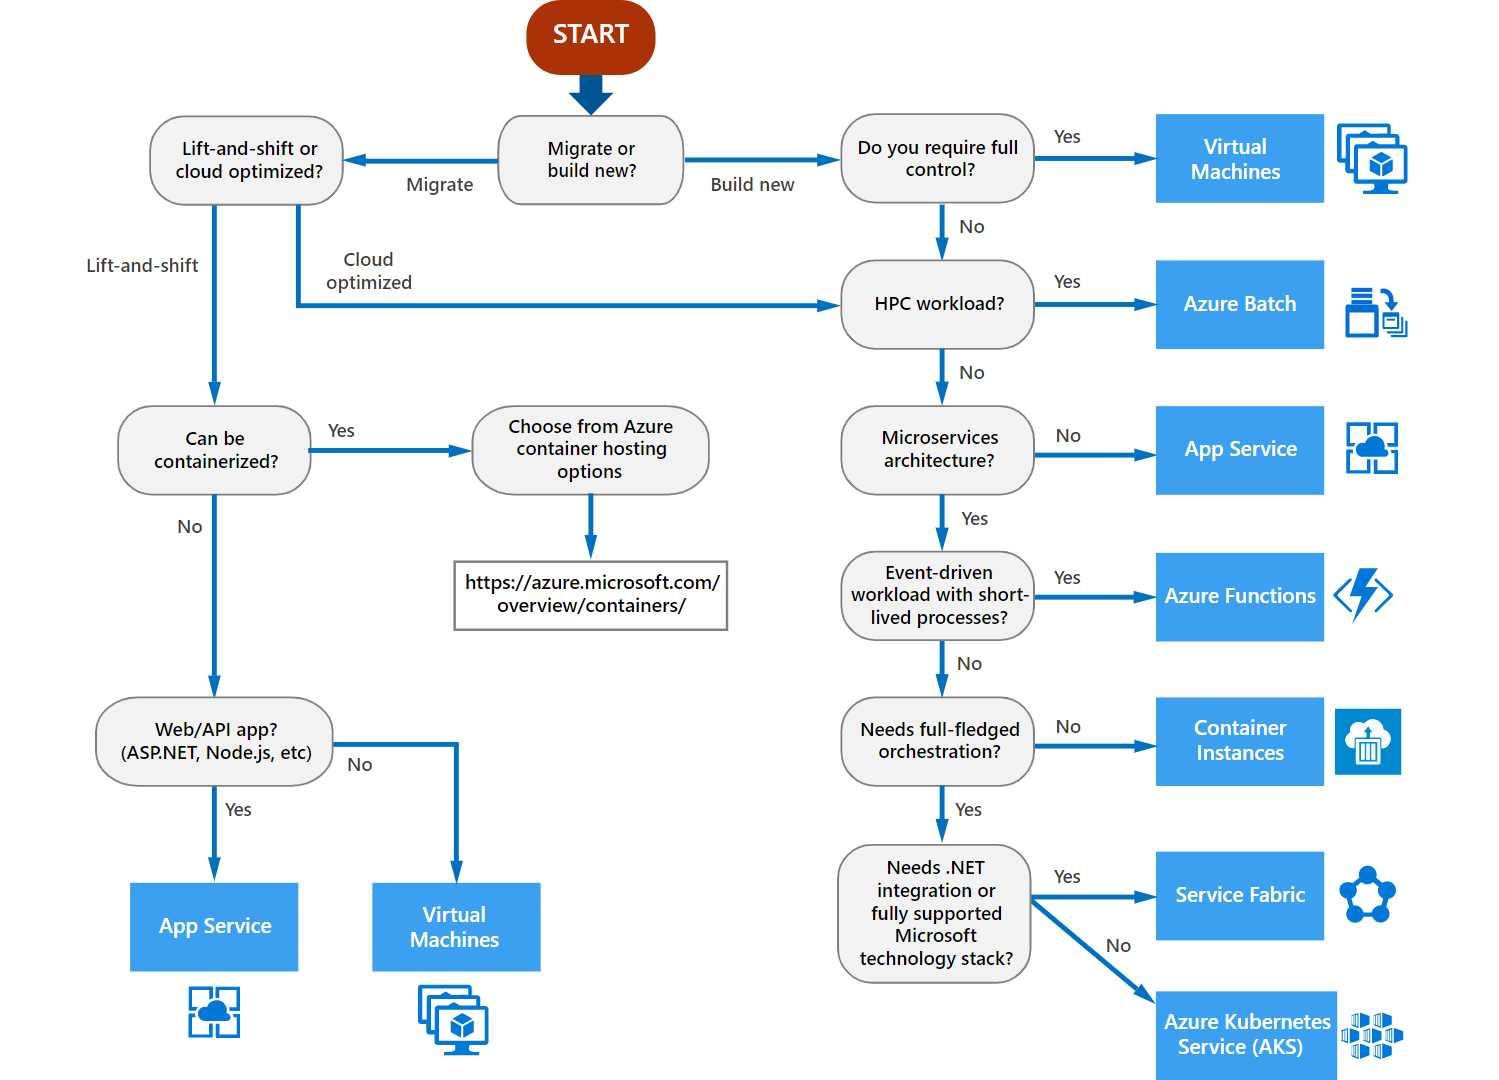 START
Lift-and-shift or
cloud optimized?
Migrate or
build new?
Do you require full
control?
Yes
Virtual
Machines
Migrate
Build new
No
Lift-and-shift
Cloud
optimized
HPC workload?
Yes
Azure Batch
No
Can be
containerized?
Yes
Choose from Azure
container hosting
options
Microservices
architecture?
No
App Service
No
Yes
https://azure.microsoft.com/
overview/containers/
Event-driven
workload with short-
lived processes?
Yes
Azure Functions
No
Web/API app?
(ASP.NET, Node.js, etc)
No
Needs full-fledged
orchestration?
No
Container
Instances
Yes
Yes
App Service
Virtual
Machines
Needs .NET
integration or
fully supported
Microsoft
technology stack?
Yes
Service Fabric
No
Azure Kubernetes
Service (AKS)